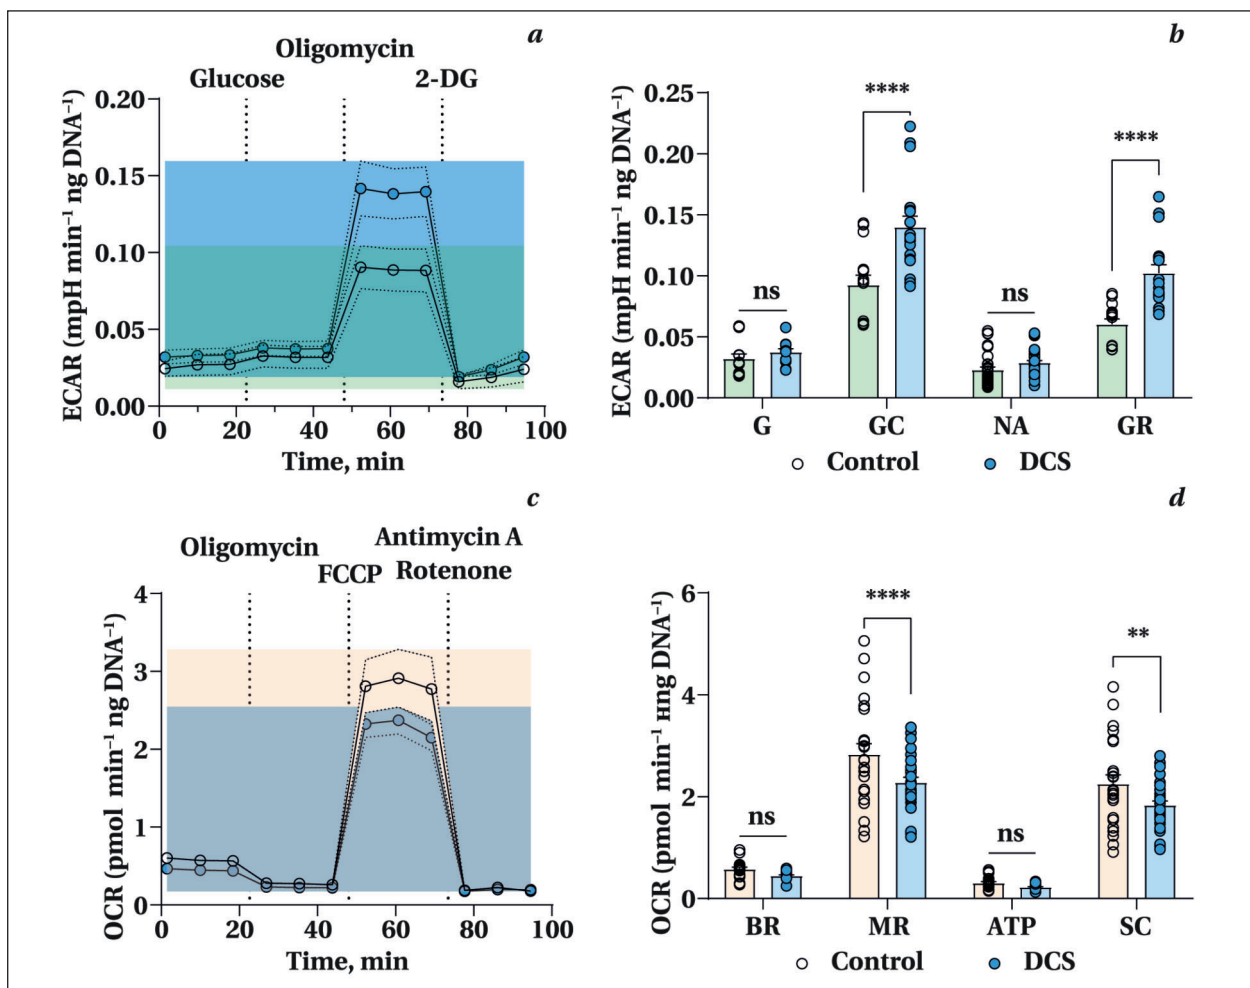 a
Oligomycin
Glucose
2-DG
ECAR (mpH min⁻¹ ng DNA⁻¹)
0.20
0.15
0.10
0.05
0.00
0 20 40 60 80 100
Time, min
b
ECAR (mpH min⁻¹ ng DNA⁻¹)
0.25
0.20
0.15
0.10
0.05
0.00
ns
****
ns
****
G GC NA GR
Control DCS
c
Oligomycin
FCCP
Antimycin A
Rotenone
OCR (pmol min⁻¹ ng DNA⁻¹)
4
3
2
1
0
0 20 40 60 80 100
Time, min
d
OCR (pmol min⁻¹ нng DNA⁻¹)
6
4
2
0
ns
****
ns
**
BR MR ATP SC
Control DCS